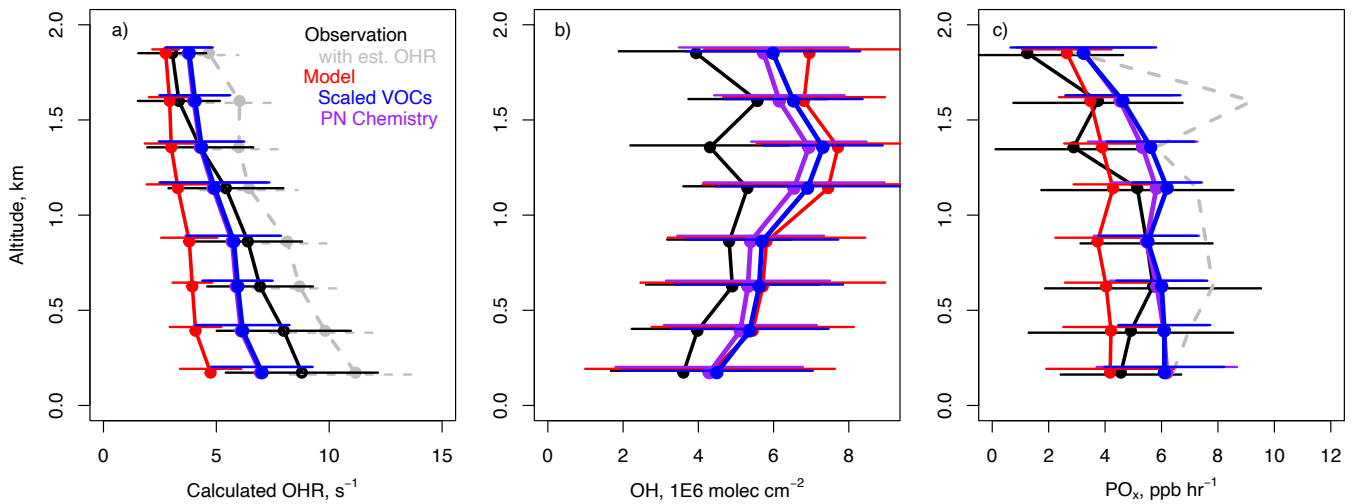 a)
Observation
with est. OHR
Model
Scaled VOCs
PN Chemistry
b)
c)
Altitude, km
0.0 0.5 1.0 1.5 2.0
0 5 10 15
Calculated OHR, s⁻¹
0.0 0.5 1.0 1.5 2.0
0 2 4 6 8
OH, 1E6 molec cm⁻²
0.0 0.5 1.0 1.5 2.0
0 2 4 6 8 10 12
POₓ, ppb hr⁻¹